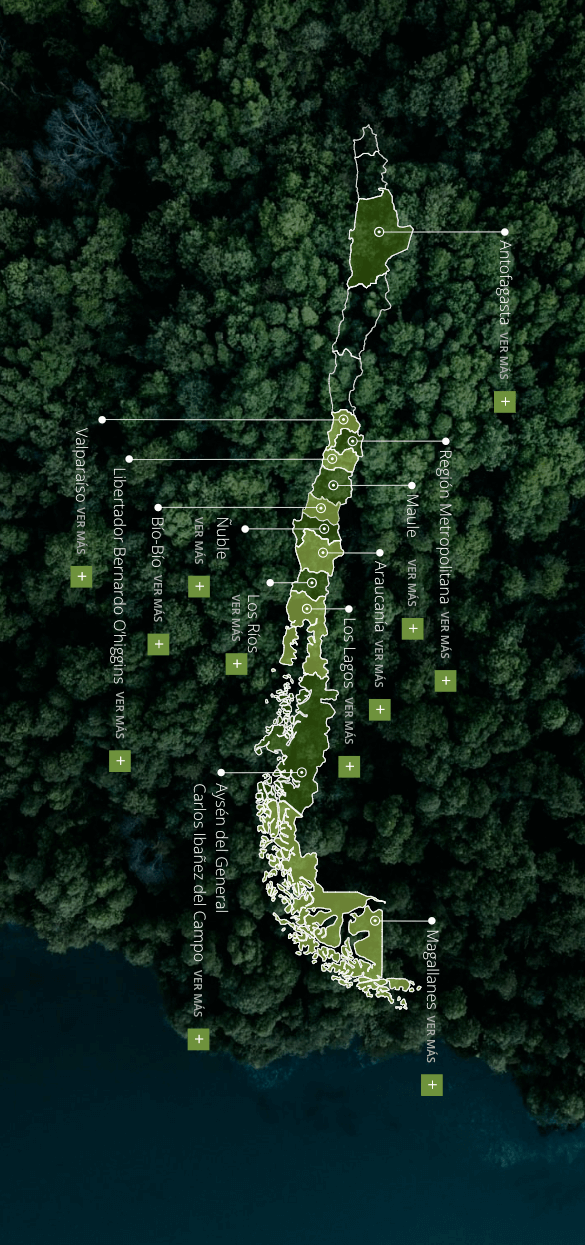 Antofagasta VER MÁS +
Región Metropolitana VER MÁS +
Maule
VER MÁS +
Araucanía VER MÁS +
Los Lagos VER MÁS +
Magallanes VER MÁS +
Los Ríos
VER MÁS +
Ñuble
VER MÁS +
Aysén del General
Carlos Ibañez del Campo VER MÁS +
Bío-Bío VER MÁS +
Libertador Bernardo O'higgins VER MÁS +
Valparaíso VER MÁS +